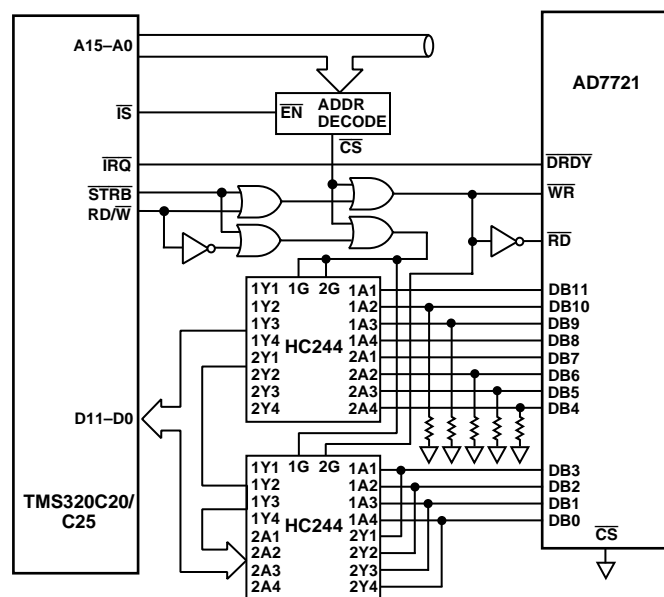 A15–A0
AD7721
IS
EN
ADDR
DECODE
CS
IRQ
DRDY
STRB
WR
RD/W
RD
1Y1
1G
2G
1A1
DB11
1Y2
1A2
DB10
1Y3
1A3
DB9
1Y4
HC244
1A4
DB8
2Y1
2A1
DB7
2Y2
2A2
DB6
2Y3
2A3
DB5
2Y4
2A4
DB4
D11–D0
1Y1
1G
2G
1A1
DB3
1Y2
1A2
DB2
1Y3
1A3
DB1
1Y4
HC244
1A4
DB0
2A1
2Y1
2A2
2Y2
2A3
2Y3
2A4
2Y4
TMS320C20/
C25
CS